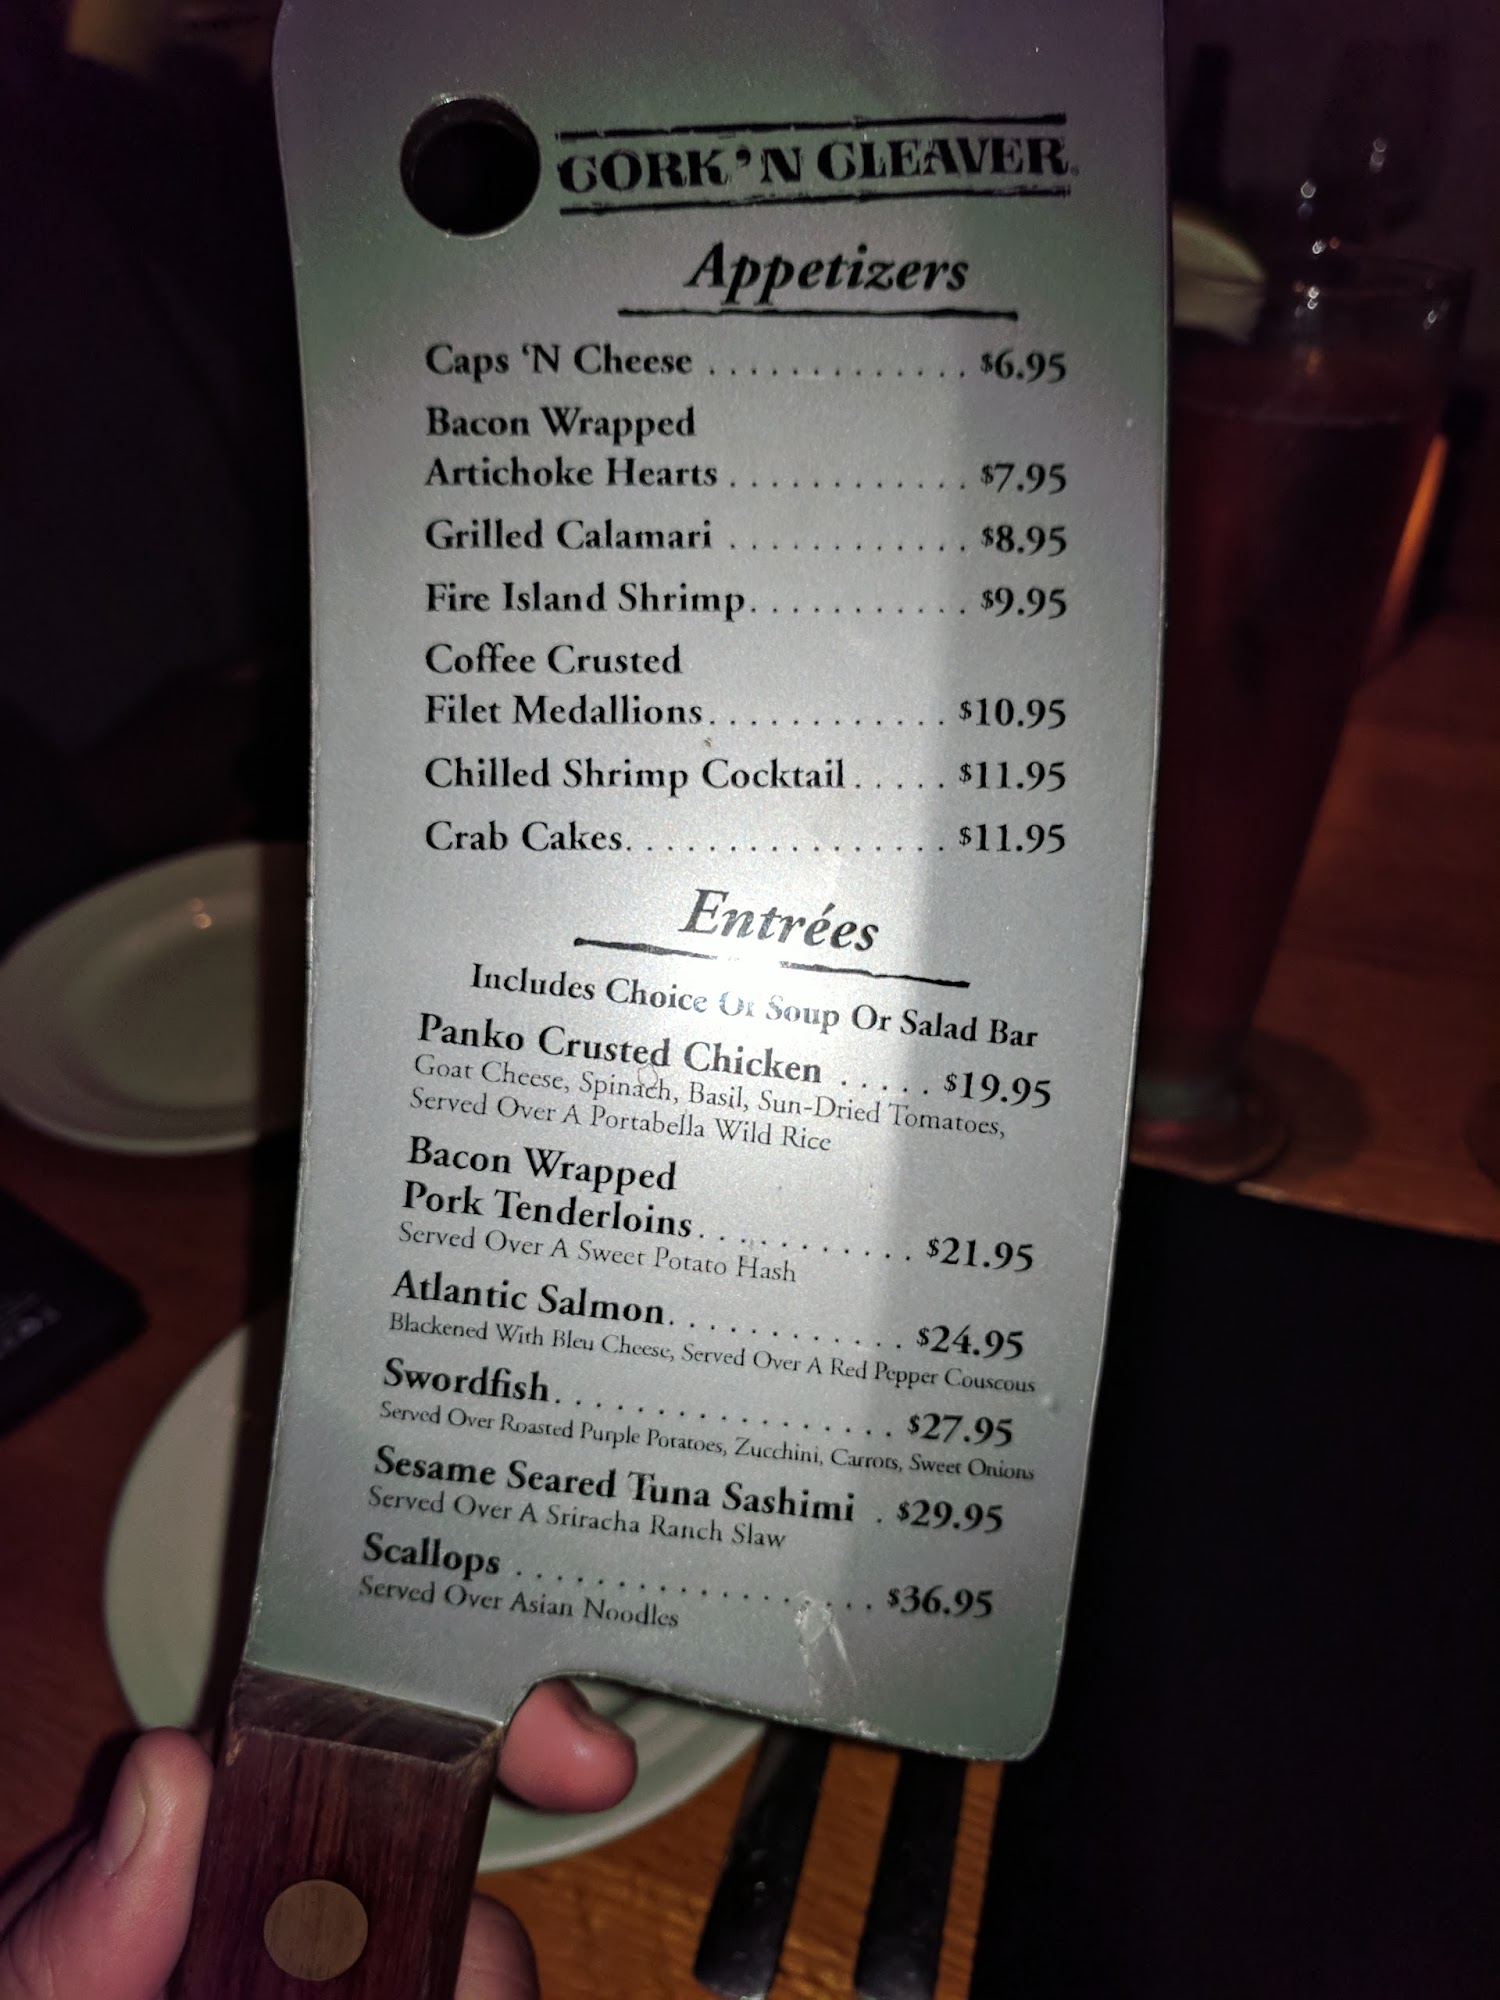 CORK 'N CLEAVER
Appetizers
Caps 'N Cheese . . . . . . . . . . . . . $6.95
Bacon Wrapped
Artichoke Hearts . . . . . . . . . . . . $7.95
Grilled Calamari . . . . . . . . . . . . $8.95
Fire Island Shrimp. . . . . . . . . . . $9.95
Coffee Crusted
Filet Medallions. . . . . . . . . . . . $10.95
Chilled Shrimp Cocktail . . . . . $11.95
Crab Cakes. . . . . . . . . . . . . . . . $11.95
Entrées
Includes Choice Of Soup Or Salad Bar
Panko Crusted Chicken . . . . . $19.95
Goat Cheese, Spinach, Basil, Sun-Dried Tomatoes,
Served Over A Portabella Wild Rice
Bacon Wrapped
Pork Tenderloins. . . . . . . . . . . $21.95
Served Over A Sweet Potato Hash
Atlantic Salmon. . . . . . . . . . . . $24.95
Blackened With Bleu Cheese, Served Over A Red Pepper Couscous
Swordfish. . . . . . . . . . . . . . . . . $27.95
Served Over Roasted Purple Potatoes, Zucchini, Carrots, Sweet Onions
Sesame Seared Tuna Sashimi . $29.95
Served Over A Sriracha Ranch Slaw
Scallops . . . . . . . . . . . . . . . . . . $36.95
Served Over Asian Noodles